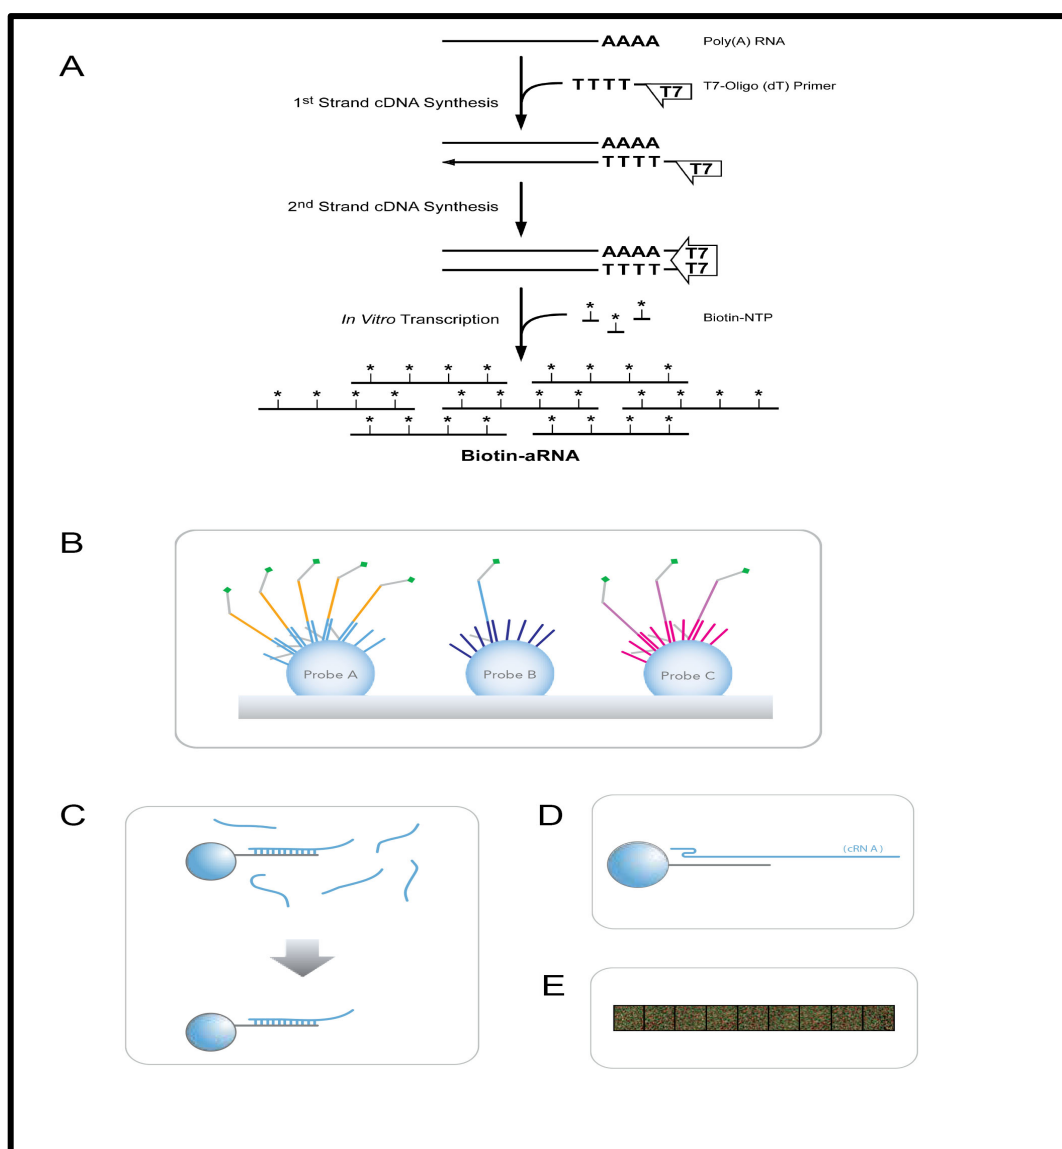 A
AAAA
Poly(A) RNA
TTTT
T7
T7-Oligo (dT) Primer
1st Strand cDNA Synthesis
AAAA
TTTT
T7
2nd Strand cDNA Synthesis
AAAA
T7
TTTT
T7
In Vitro Transcription
* * *
Biotin-NTP
* * * * * * * *
* * * * * * * * * * * *
* * * * * * * *
Biotin-aRNA
B
Probe A
Probe B
Probe C
C
D
(cRNA)
E